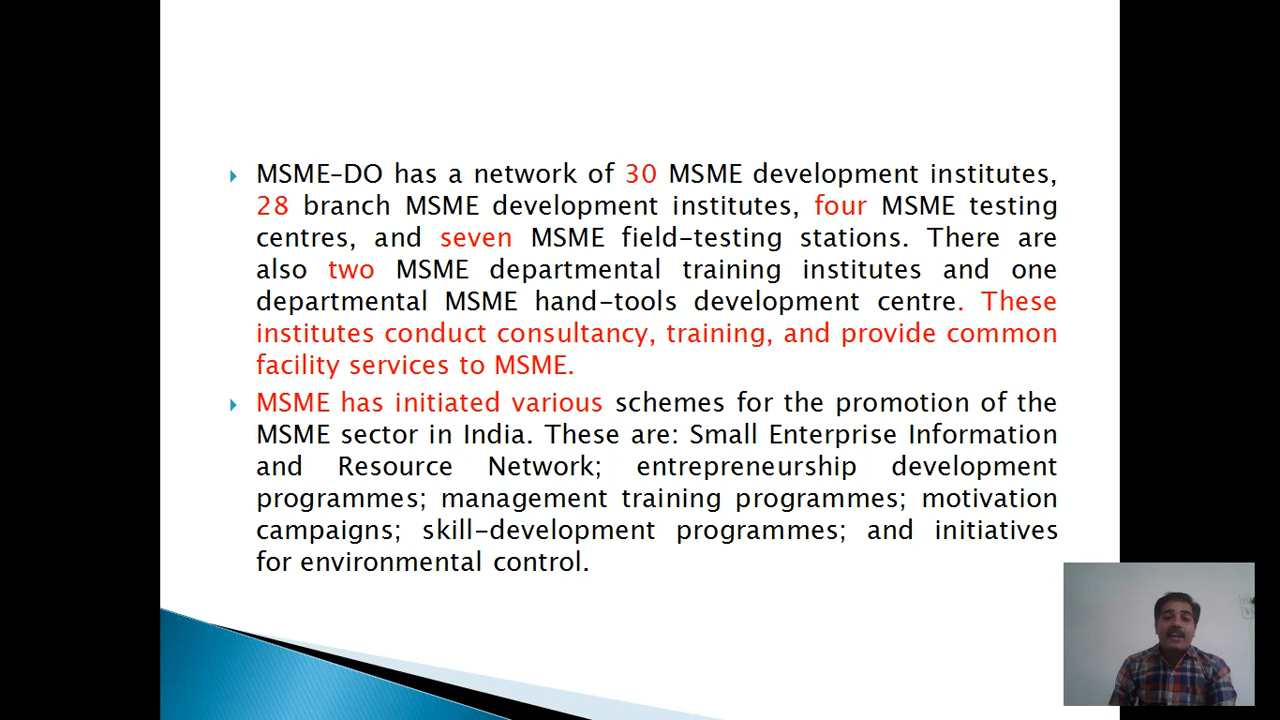 MSME-DO has a network of 30 MSME development institutes,
28 branch MSME development institutes, four MSME testing
centres, and seven MSME field-testing stations. There are
also two MSME departmental training institutes and one
departmental MSME hand-tools development centre. These
institutes conduct consultancy, training, and provide common
facility services to MSME.
MSME has initiated various schemes for the promotion of the
MSME sector in India. These are: Small Enterprise Information
and Resource Network; entrepreneurship development
programmes; management training programmes; motivation
campaigns; skill-development programmes; and initiatives
for environmental control.